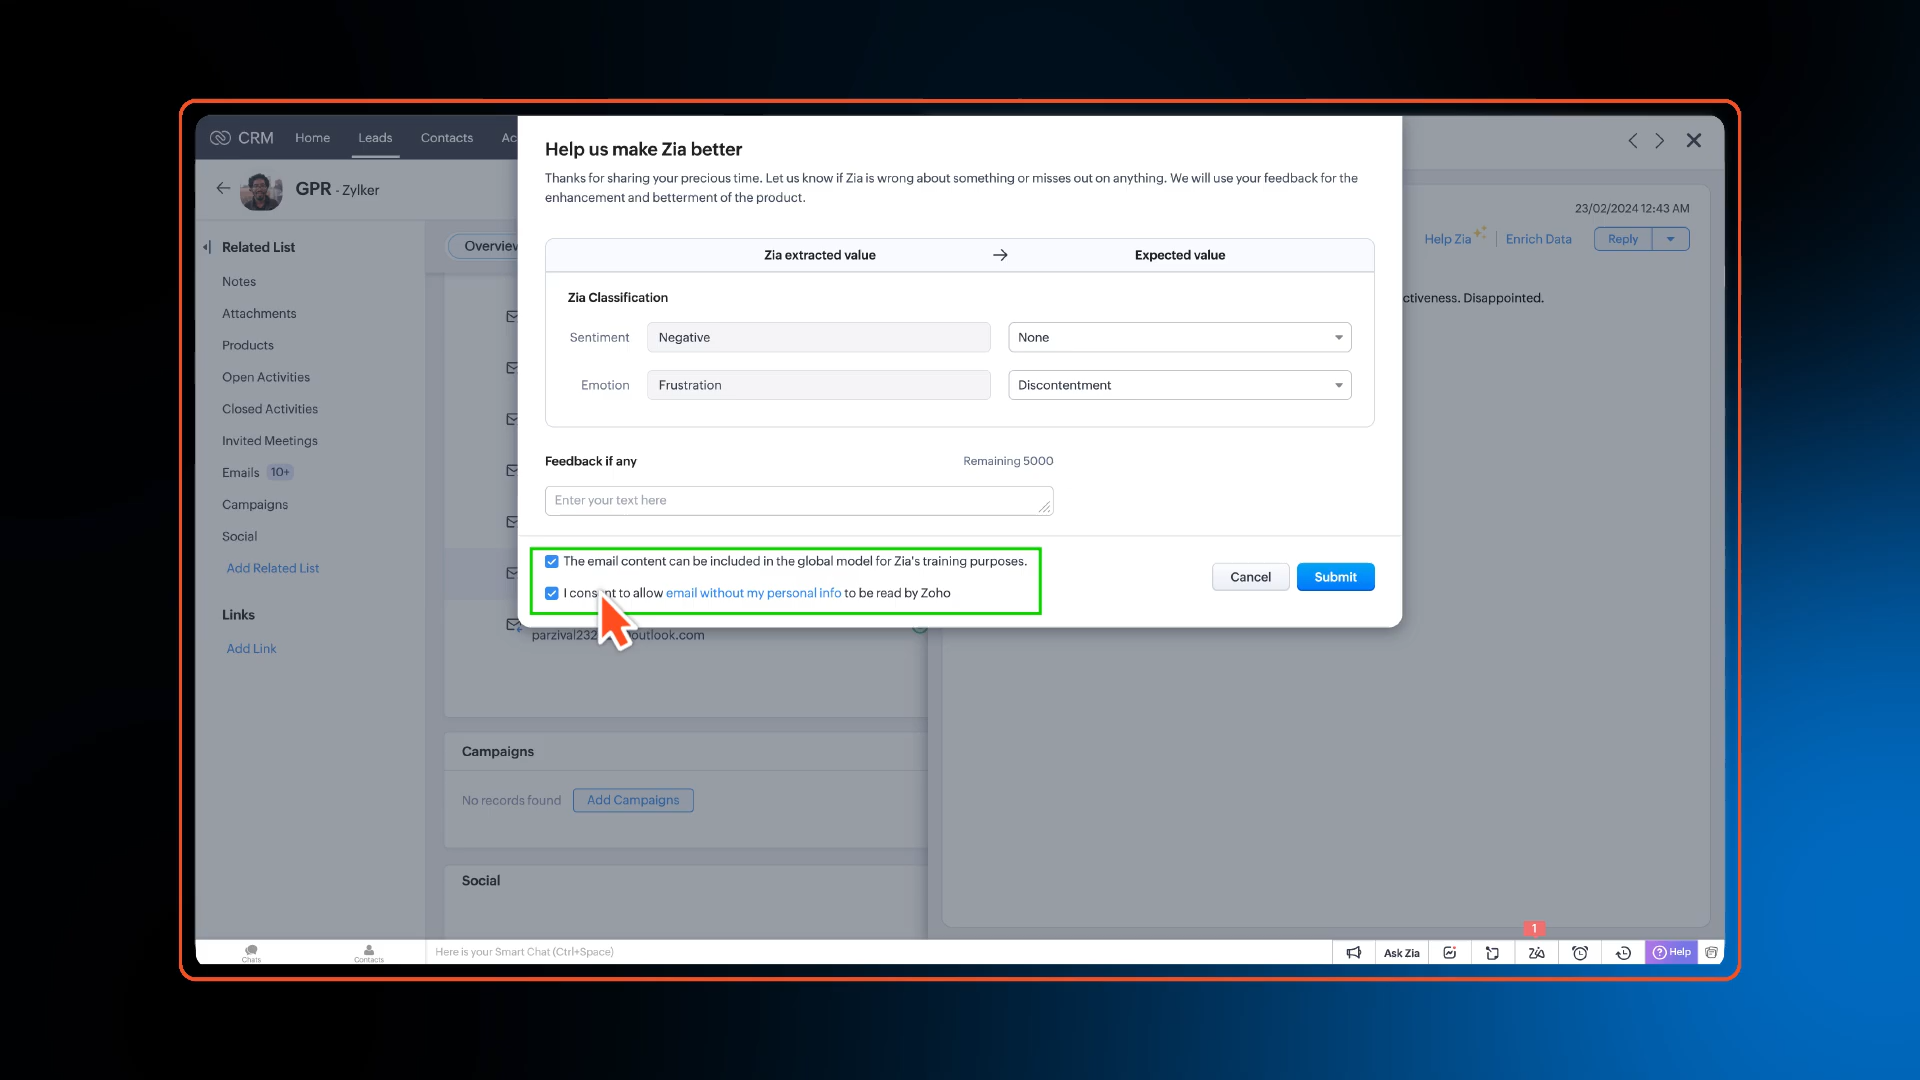 CRM Home Leads Contacts Ac
GPR - Zylker
Related List
Notes
Attachments
Products
Open Activities
Closed Activities
Invited Meetings
Emails 10+
Campaigns
Social
Add Related List
Links
Add Link
Overview
Help us make Zia better
Thanks for sharing your precious time. Let us know if Zia is wrong about something or misses out on anything. We will use your feedback for the
enhancement and betterment of the product.
Zia extracted value → Expected value
Zia Classification
Sentiment Negative None
Emotion Frustration Discontentment
Feedback if any Remaining 5000
Enter your text here
The email content can be included in the global model for Zia's training purposes.
I consent to allow email without my personal info to be read by Zoho
Cancel Submit
23/02/2024 12:43 AM
Help Zia Enrich Data Reply
ctiveness. Disappointed.
parzival232 outlook.com
Campaigns
No records found Add Campaigns
Social
Chats Contacts Here is your Smart Chat (Ctrl+Space) Ask Zia 1 Help